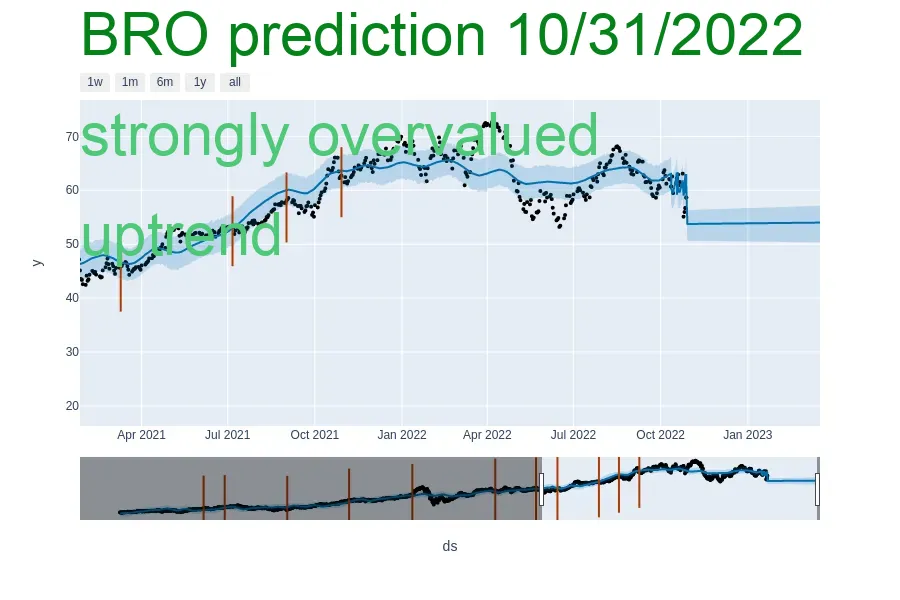 BRO prediction 10/31/2022
1w 1m 6m 1y all
strongly overvalued
uptrend
70
60
50
40
30
20
y
Apr 2021 Jul 2021 Oct 2021 Jan 2022 Apr 2022 Jul 2022 Oct 2022 Jan 2023
ds